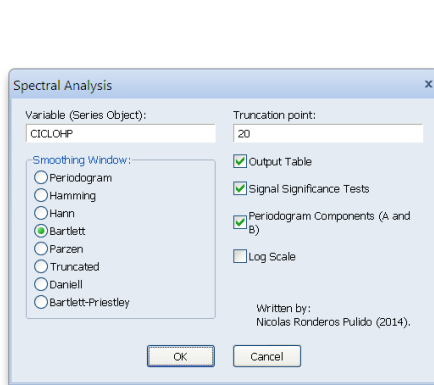 Spectral Analysis
x
Variable (Series Object):
CICLOHP
Smoothing Window:
Periodogram
Hamming
Hann
Bartlett
Parzen
Truncated
Daniell
Bartlett-Priestley
Truncation point:
20
Output Table
Signal Significance Tests
Periodogram Components (A and
B)
Log Scale
Written by:
Nicolas Ronderos Pulido (2014).
OK
Cancel